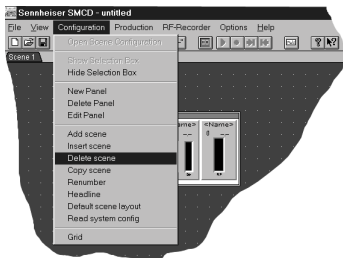 Sennheiser SMCD - untitled
File View Configuration Production RF-Recorder Options Help
Open Scene Configuration
Scene 1
Show Selection Box
Hide Selection Box
New Panel
Delete Panel
Edit Panel
Add scene
Insert scene
Delete scene
Copy scene
Renumber
Headline
Default scene layout
Read system config
Grid
<Name>